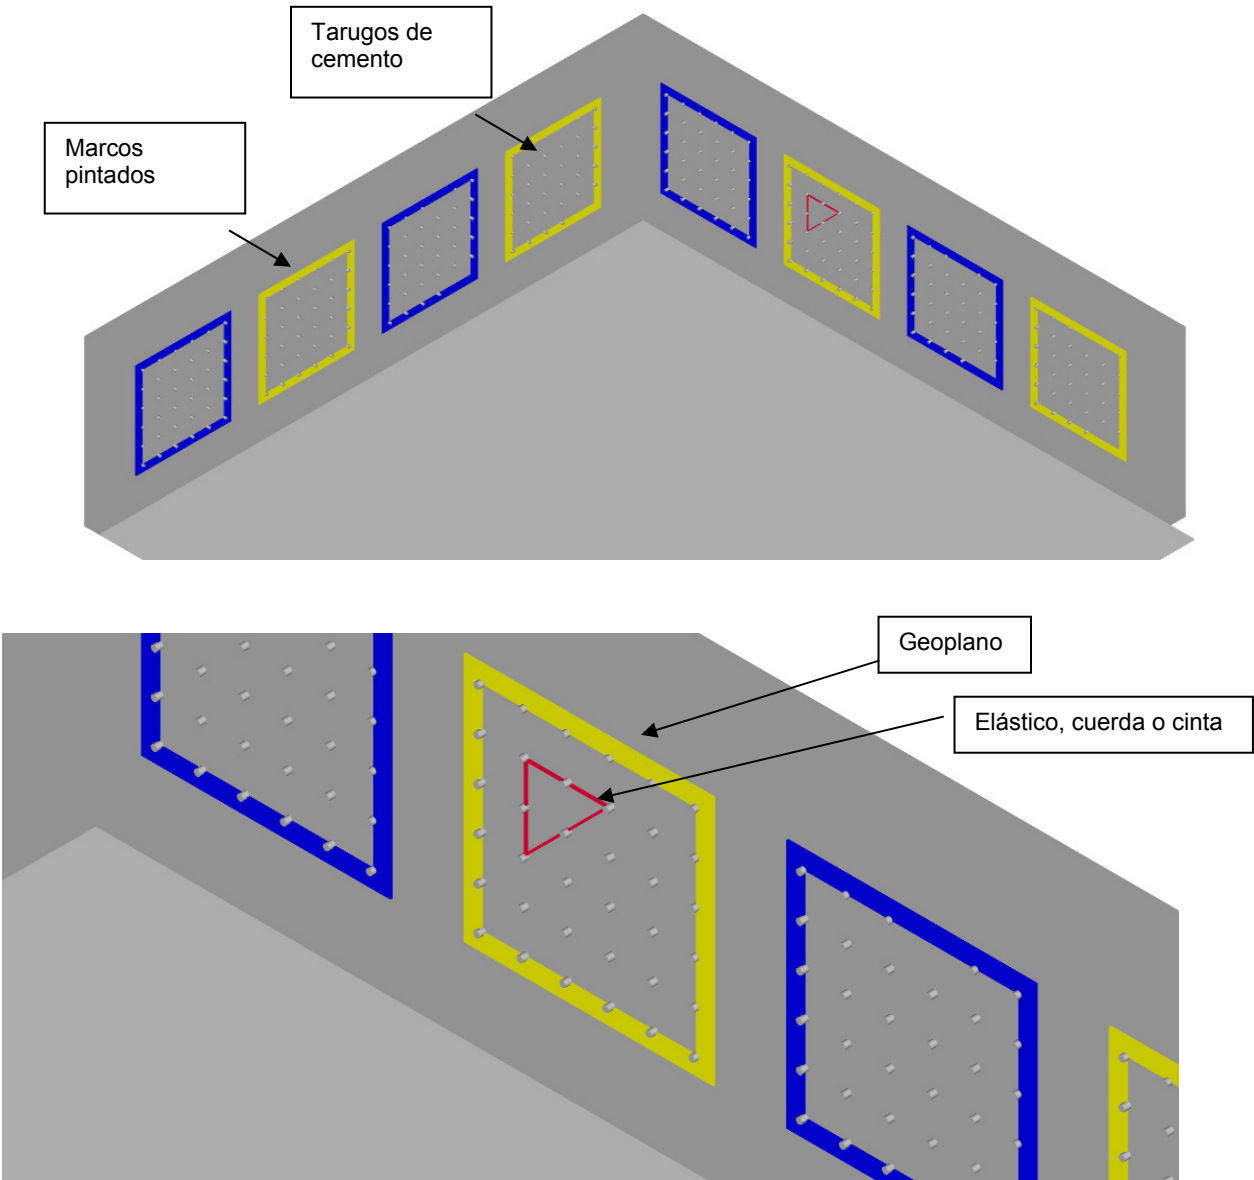 Tarugos de
cemento
Marcos
pintados
Geoplano
Elástico, cuerda o cinta